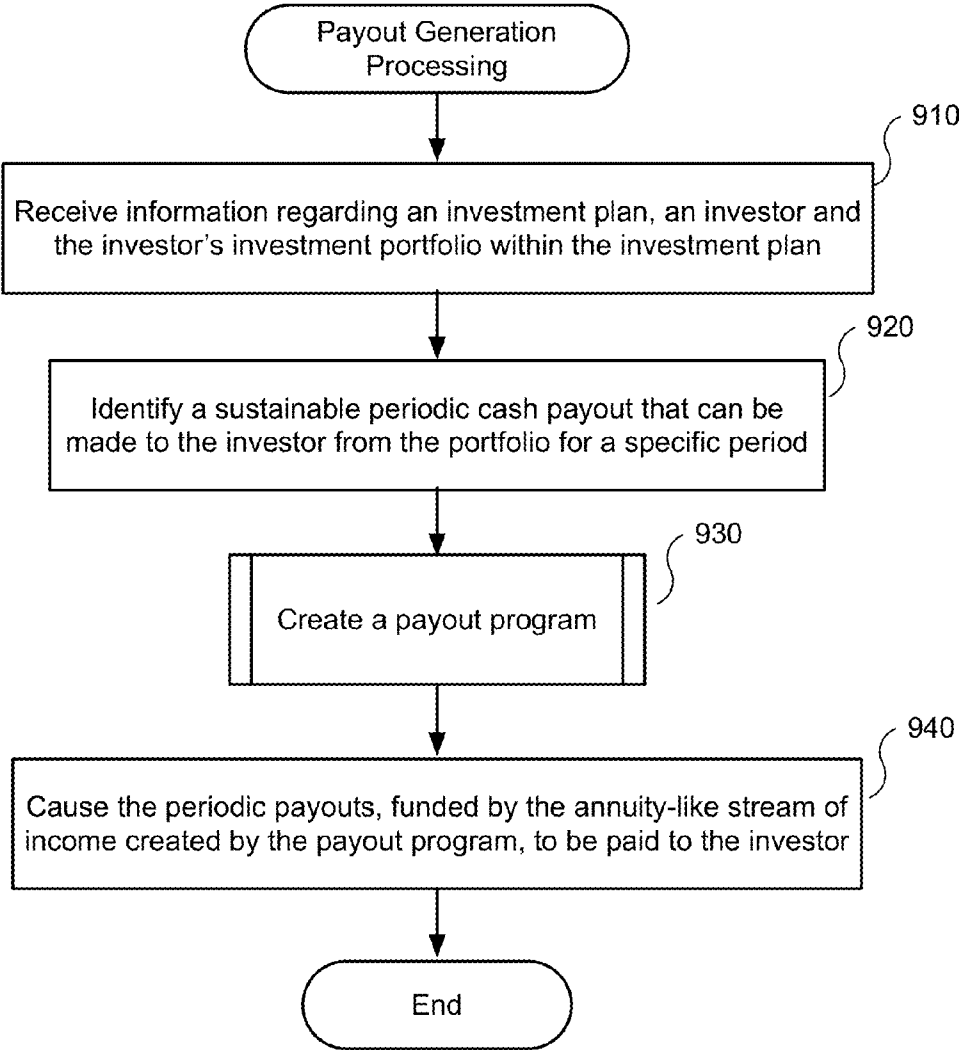 Payout Generation
Processing
910
Receive information regarding an investment plan, an investor and
the investor's investment portfolio within the investment plan
920
Identify a sustainable periodic cash payout that can be
made to the investor from the portfolio for a specific period
930
Create a payout program
940
Cause the periodic payouts, funded by the annuity-like stream of
income created by the payout program, to be paid to the investor
End